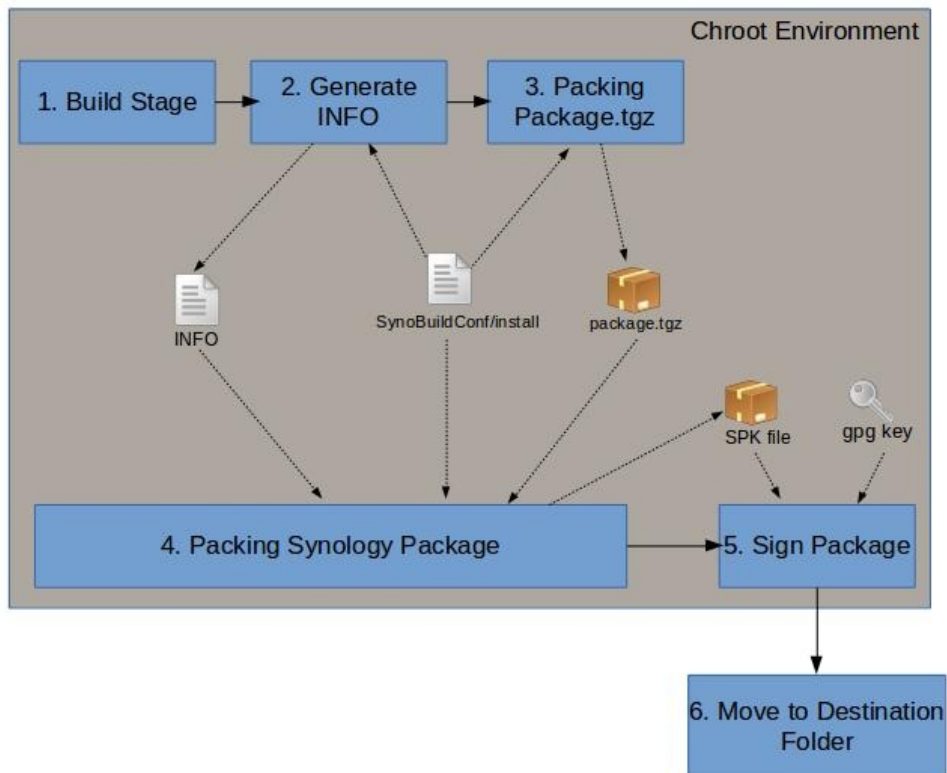 Chroot Environment
1. Build Stage
2. Generate
INFO
3. Packing
Package.tgz
INFO
SynoBuildConf/install
package.tgz
SPK file
gpg key
4. Packing Synology Package
5. Sign Package
6. Move to Destination
Folder